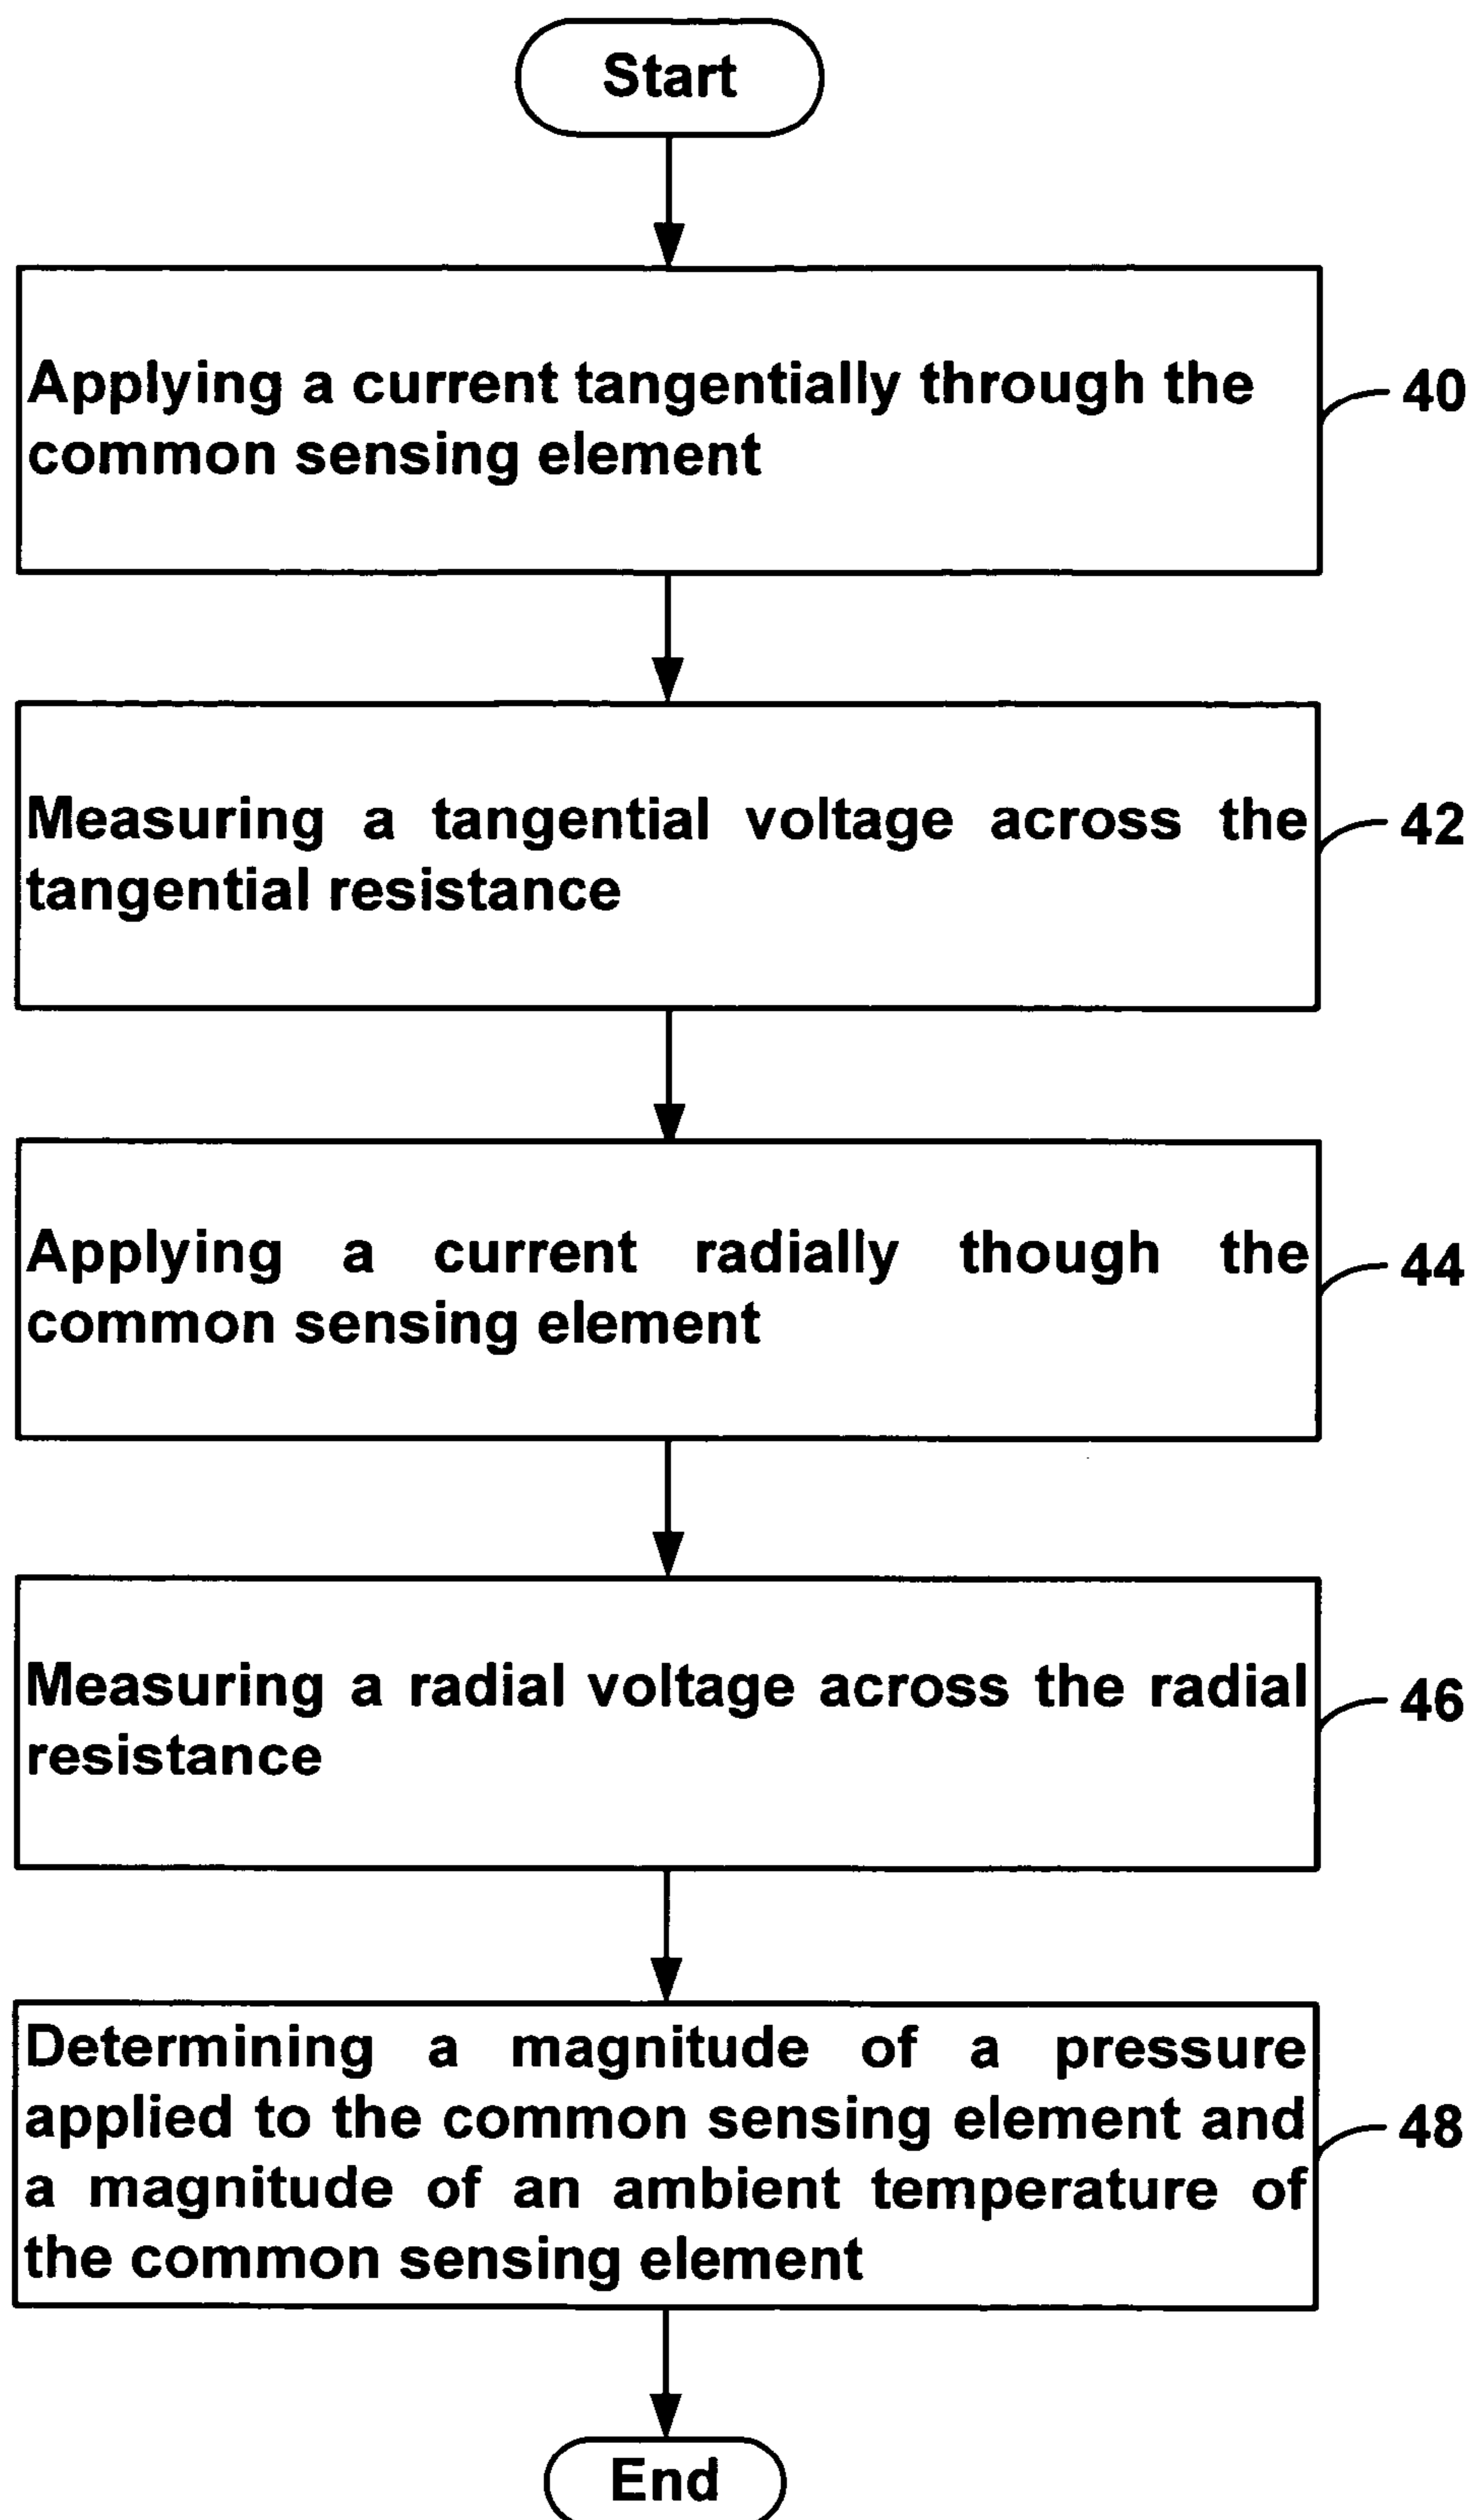 Start
Applying a current tangentially through the
common sensing element
40
Measuring a tangential voltage across the
tangential resistance
42
Applying a current radially though the
common sensing element
44
Measuring a radial voltage across the radial
resistance
46
Determining a magnitude of a pressure
applied to the common sensing element and
a magnitude of an ambient temperature of
the common sensing element
48
End